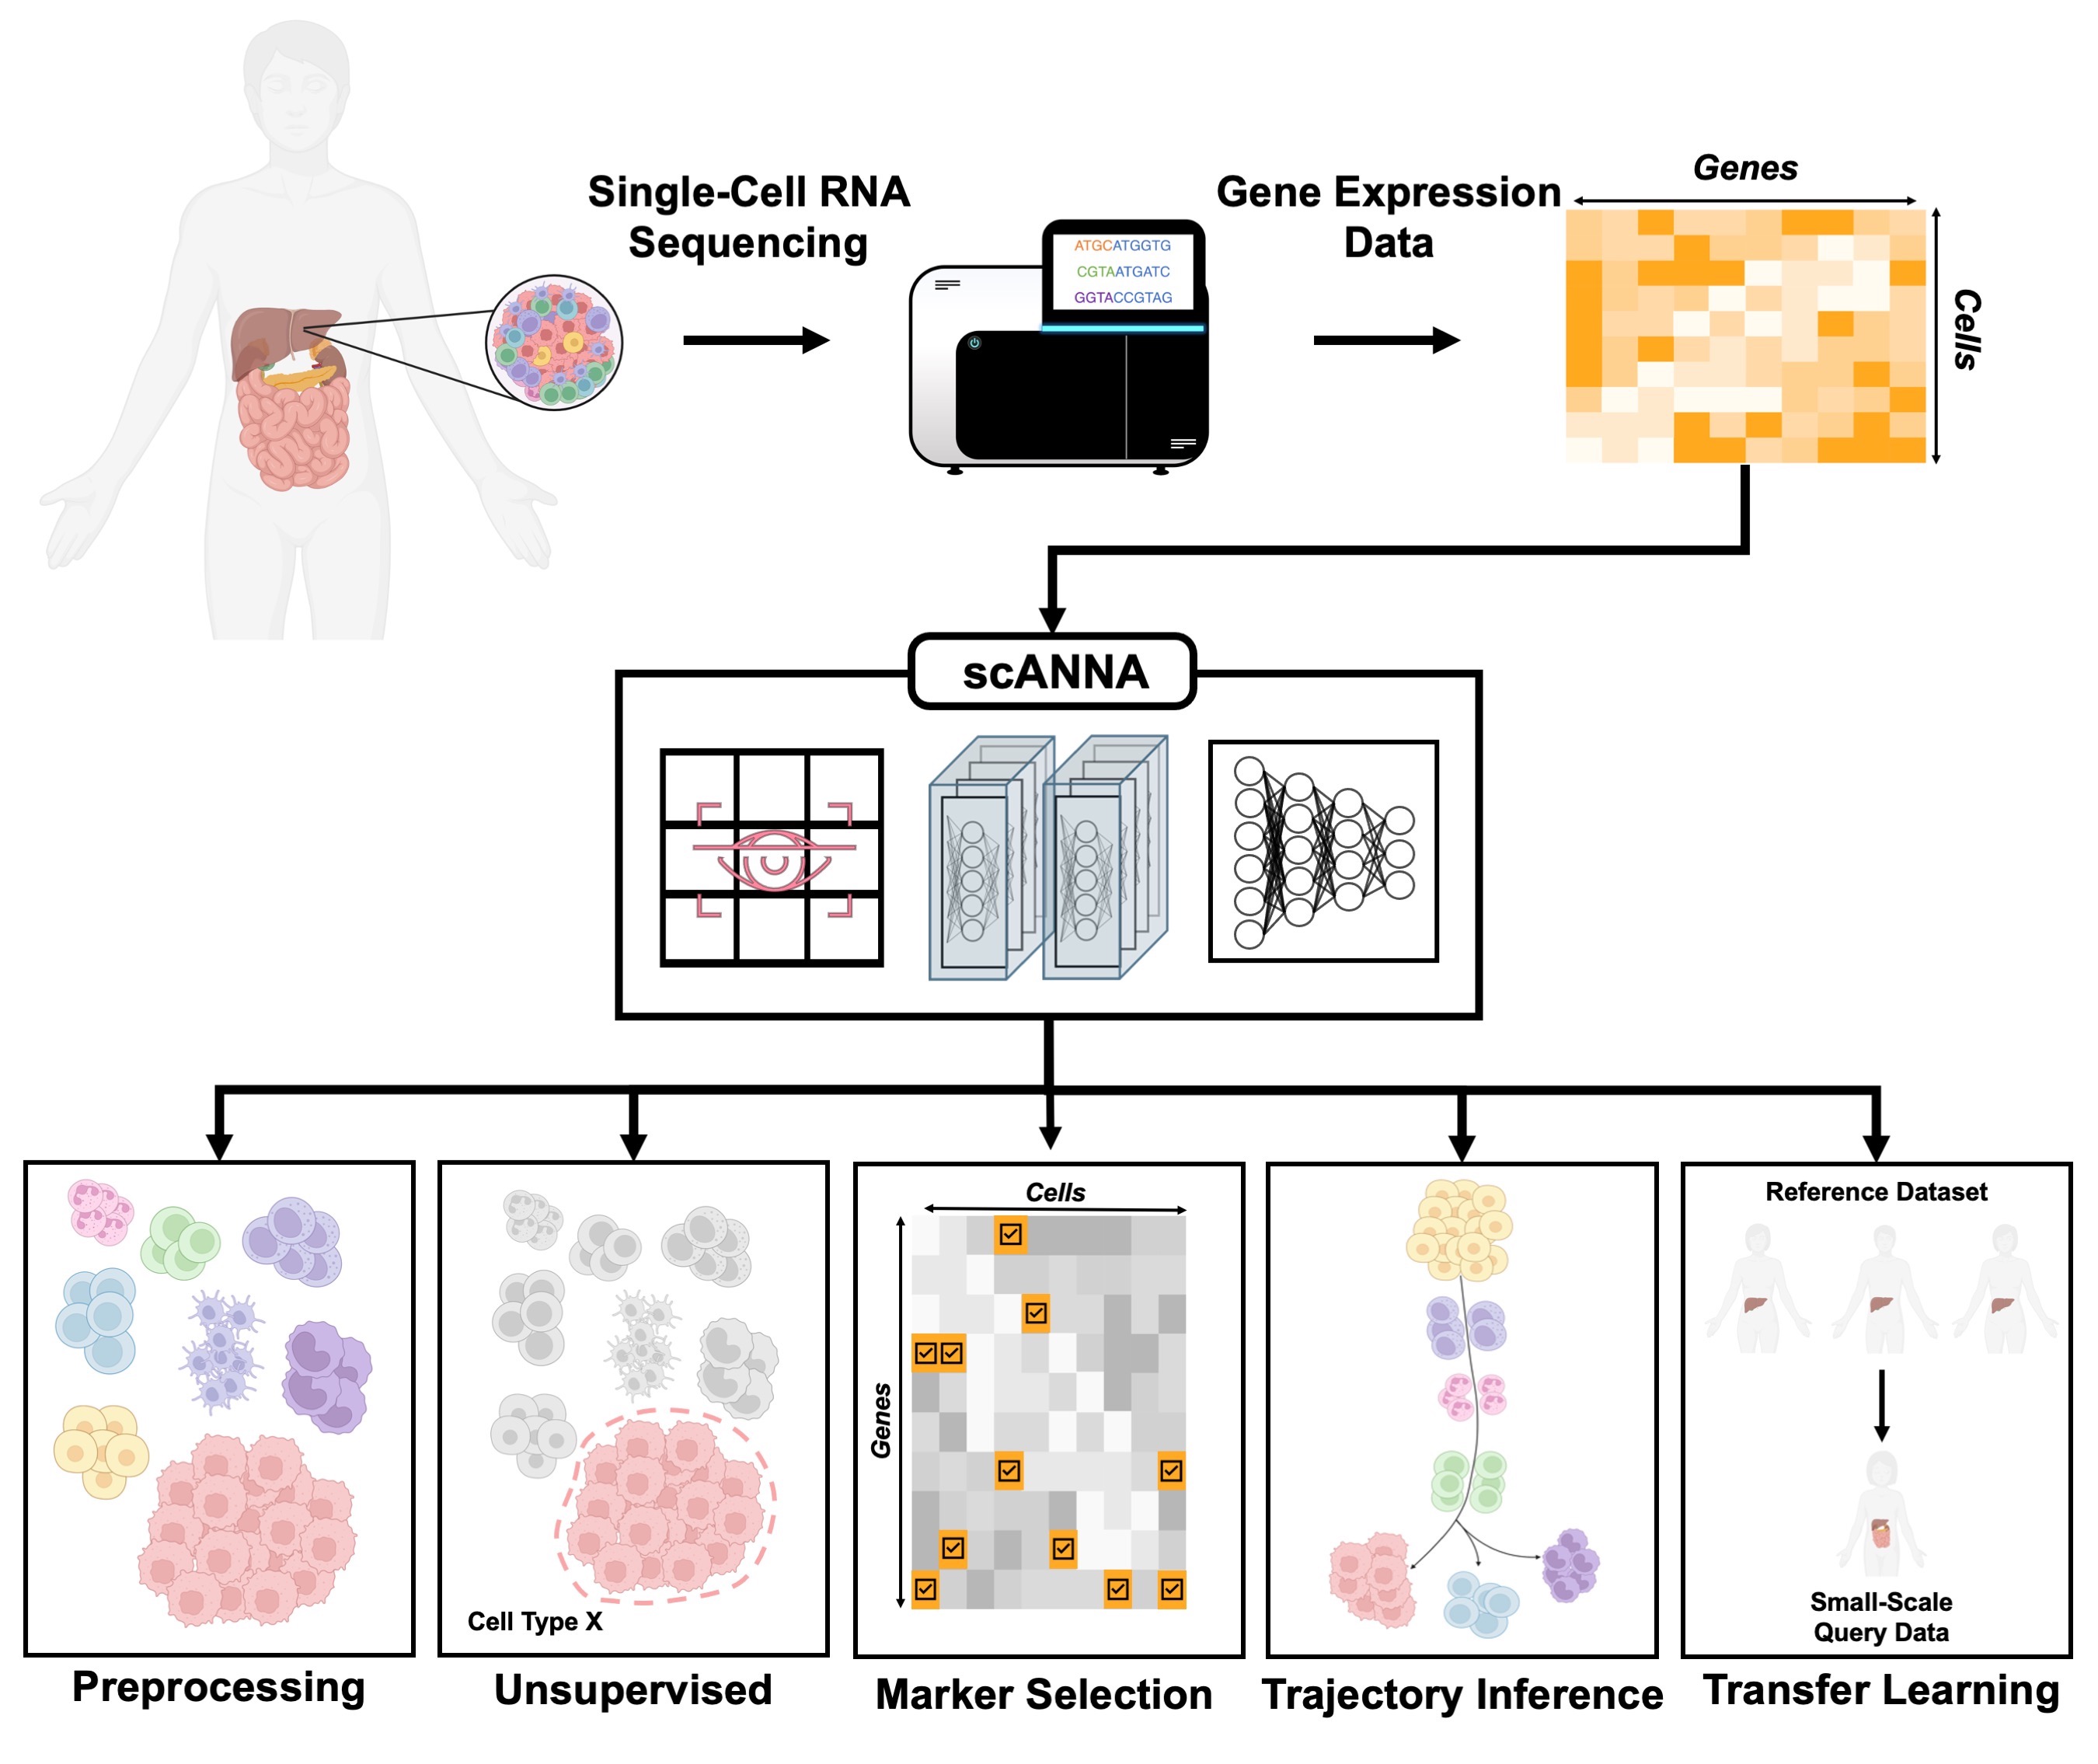 Single-Cell RNA
Sequencing
ATGCATGGTG
CGTAATGATC
GGTACCGTAG
Gene Expression
Data
Genes
Cells
scANNA
Cell Type X
Cells
Genes
Reference Dataset
Small-Scale
Query Data
Preprocessing
Unsupervised
Marker Selection
Trajectory Inference
Transfer Learning